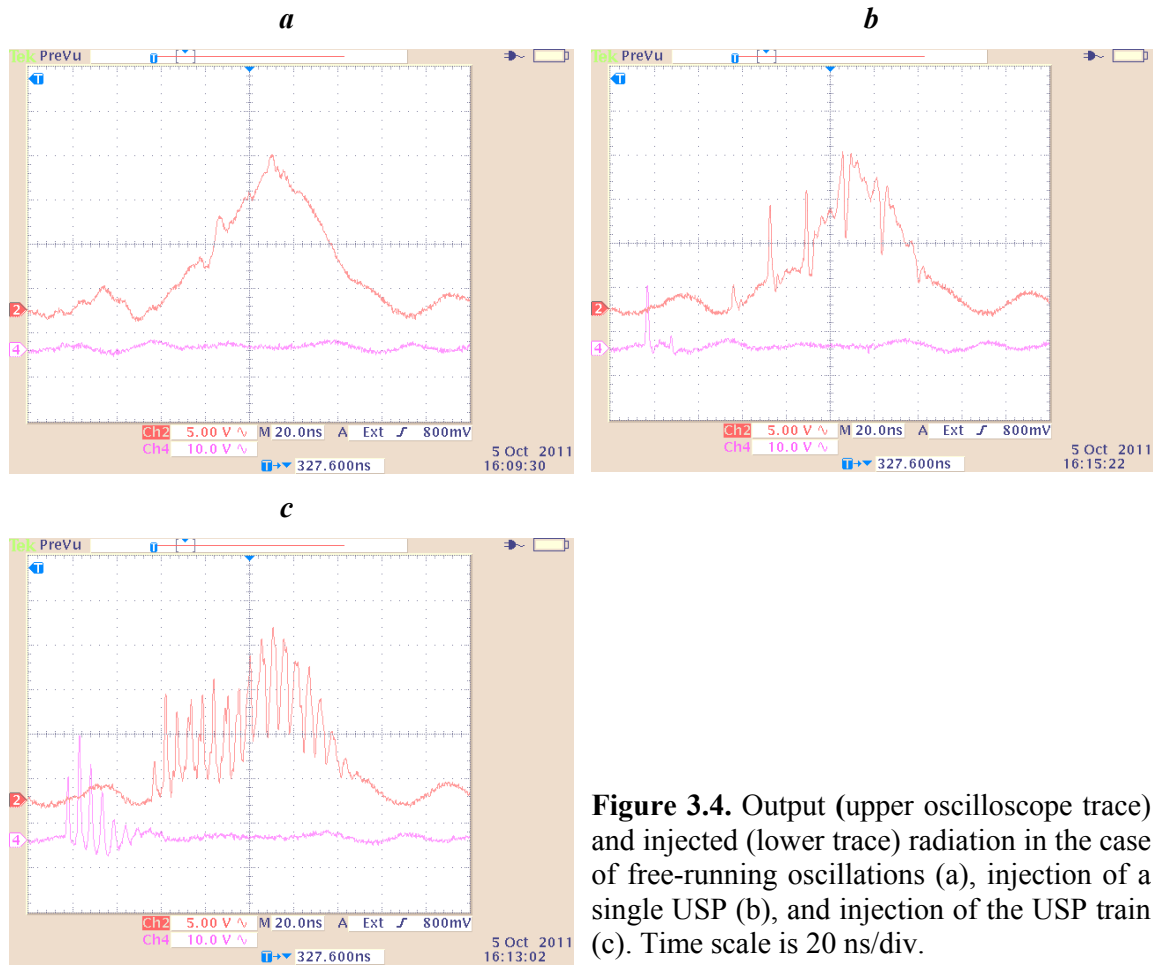 a
b
Tek PreVu
T
T
2
4
Ch2 5.00 V ∿ M 20.0ns A Ext ʃ 800mV
Ch4 10.0 V ∿
T→▼ 327.600ns
5 Oct 2011
16:09:30
Tek PreVu
T
T
2
4
Ch2 5.00 V ∿ M 20.0ns A Ext ʃ 800mV
Ch4 10.0 V ∿
T→▼ 327.600ns
5 Oct 2011
16:15:22
c
Tek PreVu
T
T
2
4
Ch2 5.00 V ∿ M 20.0ns A Ext ʃ 800mV
Ch4 10.0 V ∿
T→▼ 327.600ns
5 Oct 2011
16:13:02
Figure 3.4. Output (upper oscilloscope trace)
and injected (lower trace) radiation in the case
of free-running oscillations (a), injection of a
single USP (b), and injection of the USP train
(c). Time scale is 20 ns/div.